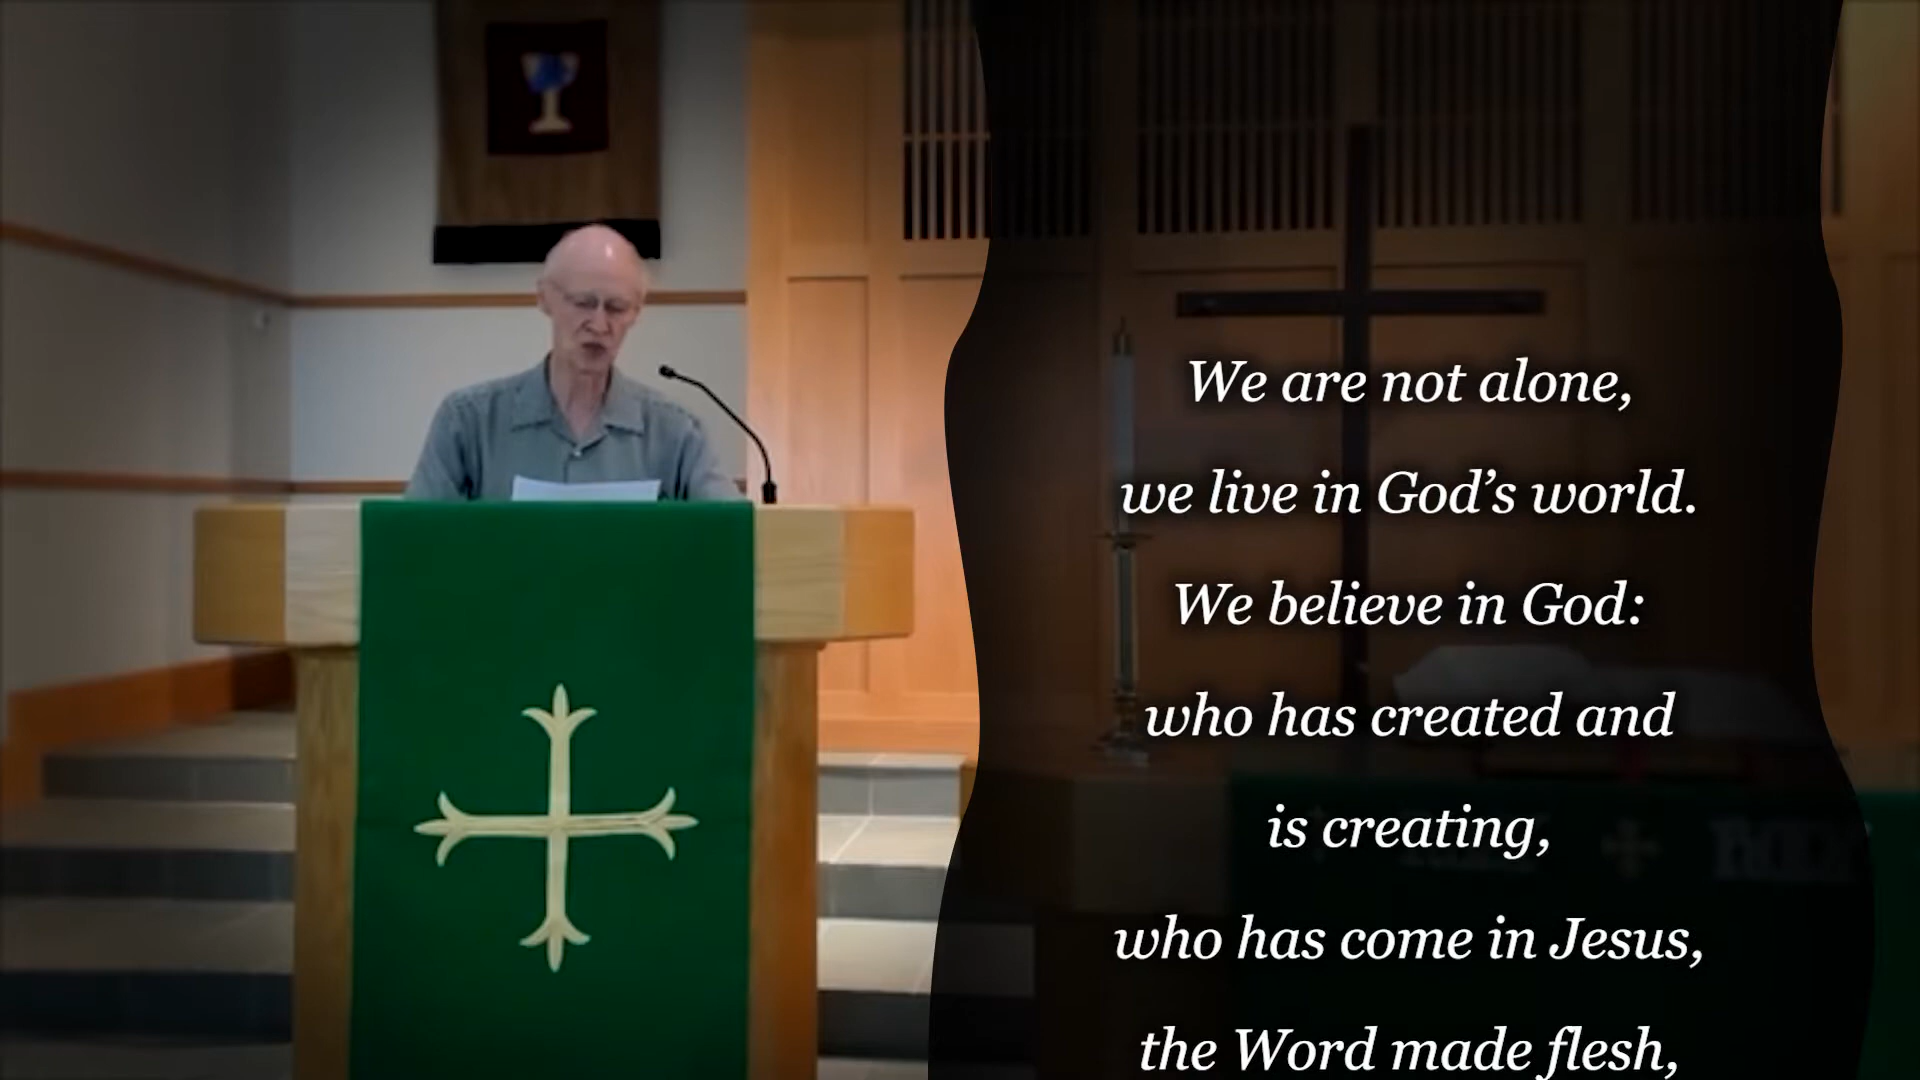 We are not alone,
we live in God’s world.
We believe in God:
who has created and
is creating,
who has come in Jesus,
the Word made flesh,